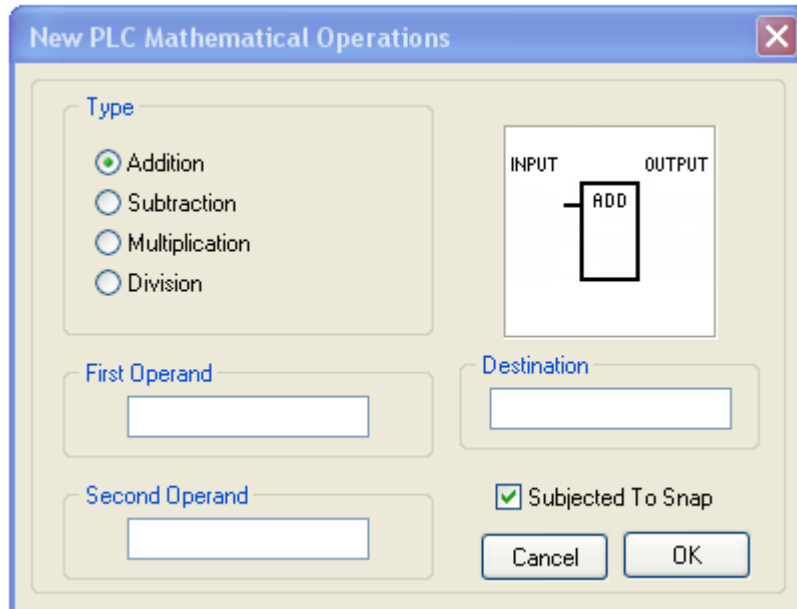 New PLC Mathematical Operations
Type
Addition
Subtraction
Multiplication
Division
INPUT OUTPUT
ADD
First Operand
Destination
Second Operand
Subjected To Snap
Cancel OK